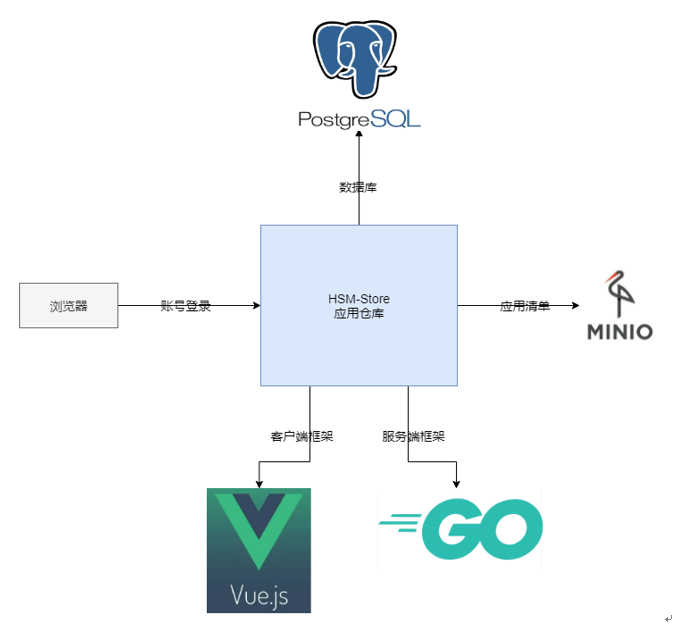 PostgreSQL
数据库
浏览器
账号登录
HSM-Store
应用仓库
应用清单
MINIO
客户端框架
服务端框架
Vue.js
GO